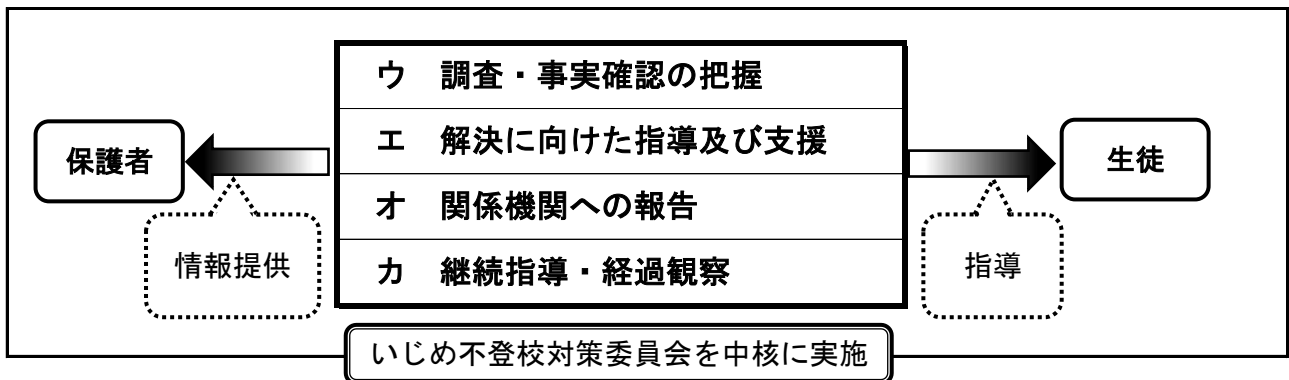 ウ 調査・事実確認の把握
エ 解決に向けた指導及び支援
オ 関係機関への報告
カ 継続指導・経過観察
保護者
情報提供
生徒
指導
いじめ不登校対策委員会を中核に実施